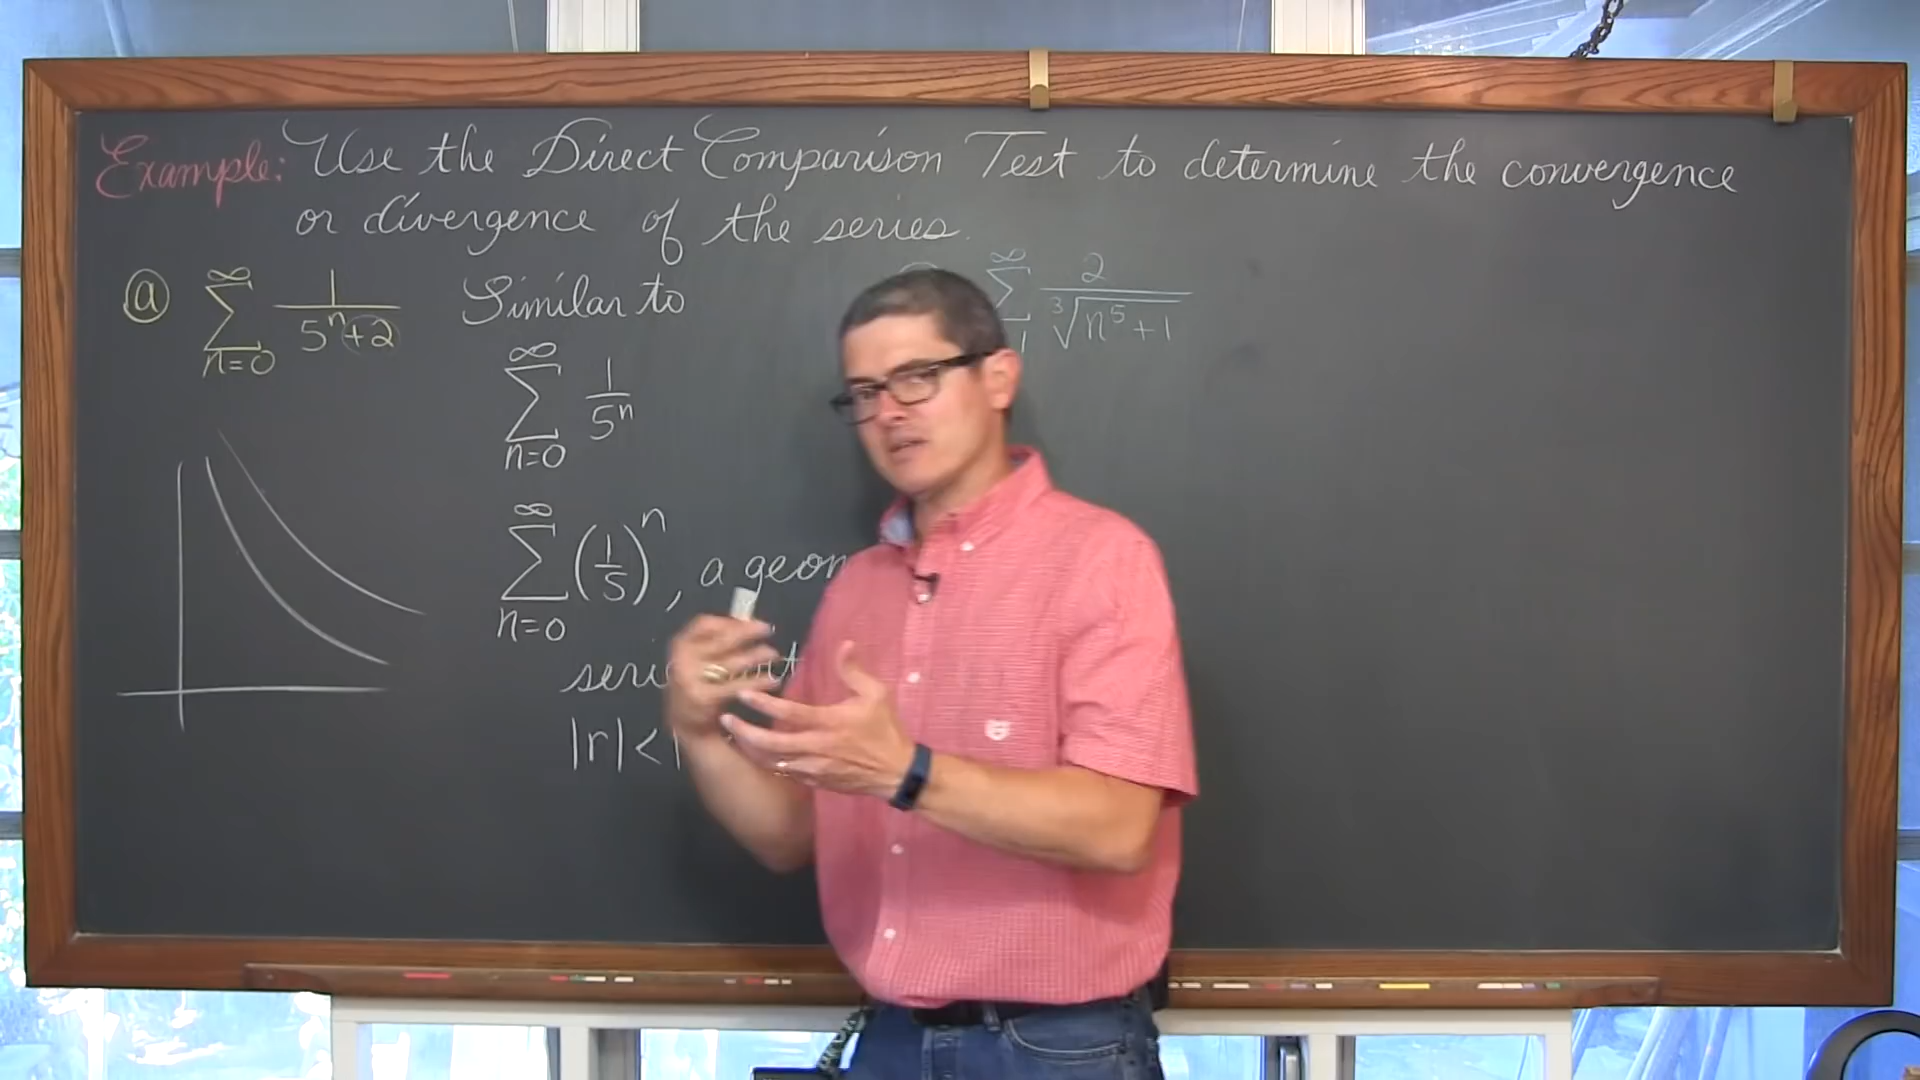 Example: Use the Direct Comparison Test to determine the convergence
or divergence of the series.
ⓐ ∑_{n=0}^{∞} 1/(5^n+2)
Similar to
∑_{n=0}^{∞} 1/5^n
∑_{n=0}^{∞} (1/5)^n, a
|r|<1
2/∛(n^5+1)